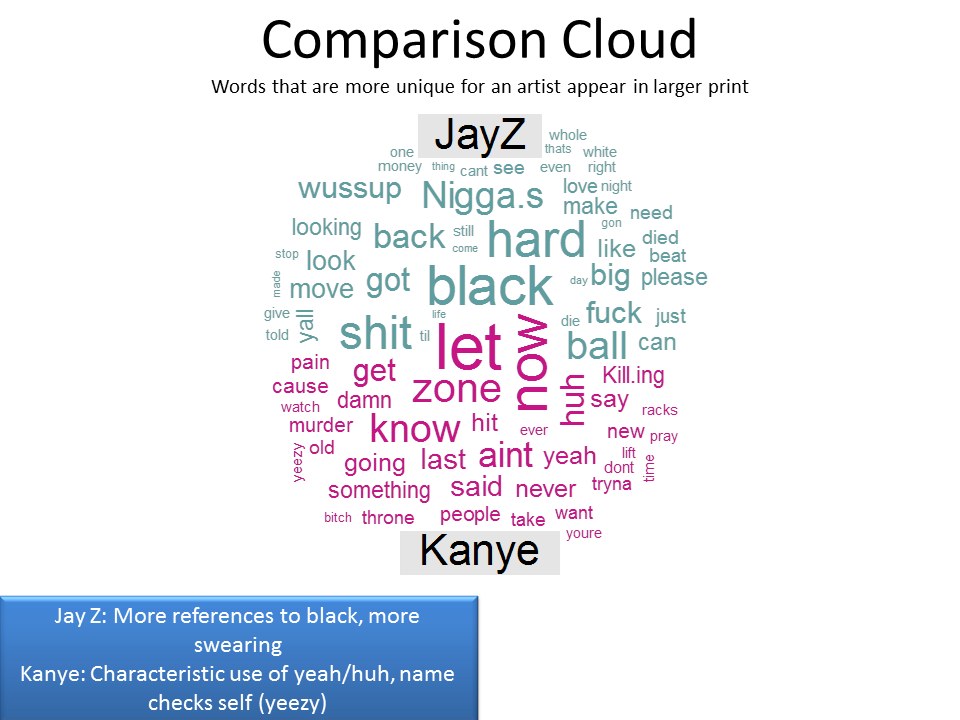 Comparison Cloud
Words that are more unique for an artist appear in larger print
JayZ
whole
one
thats
white
money
thing
cant
see
even
right
wussup
Nigga.s
love
night
make
need
looking
back
still
hard
gon
like
died
come
beat
stop
look
got
black
day
big
please
made
move
give
yall
shit
life
die
fuck
just
told
til
let
now
ball
can
pain
get
zone
huh
Kill.ing
cause
damn
say
watch
racks
murder
know
hit
ever
new
pray
yeezy
old
going
last
aint
yeah
lift
dont
time
something
said
never
tryna
bitch
throne
people
take
want
youre
Kanye
Jay Z: More references to black, more
swearing
Kanye: Characteristic use of yeah/huh, name
checks self (yeezy)